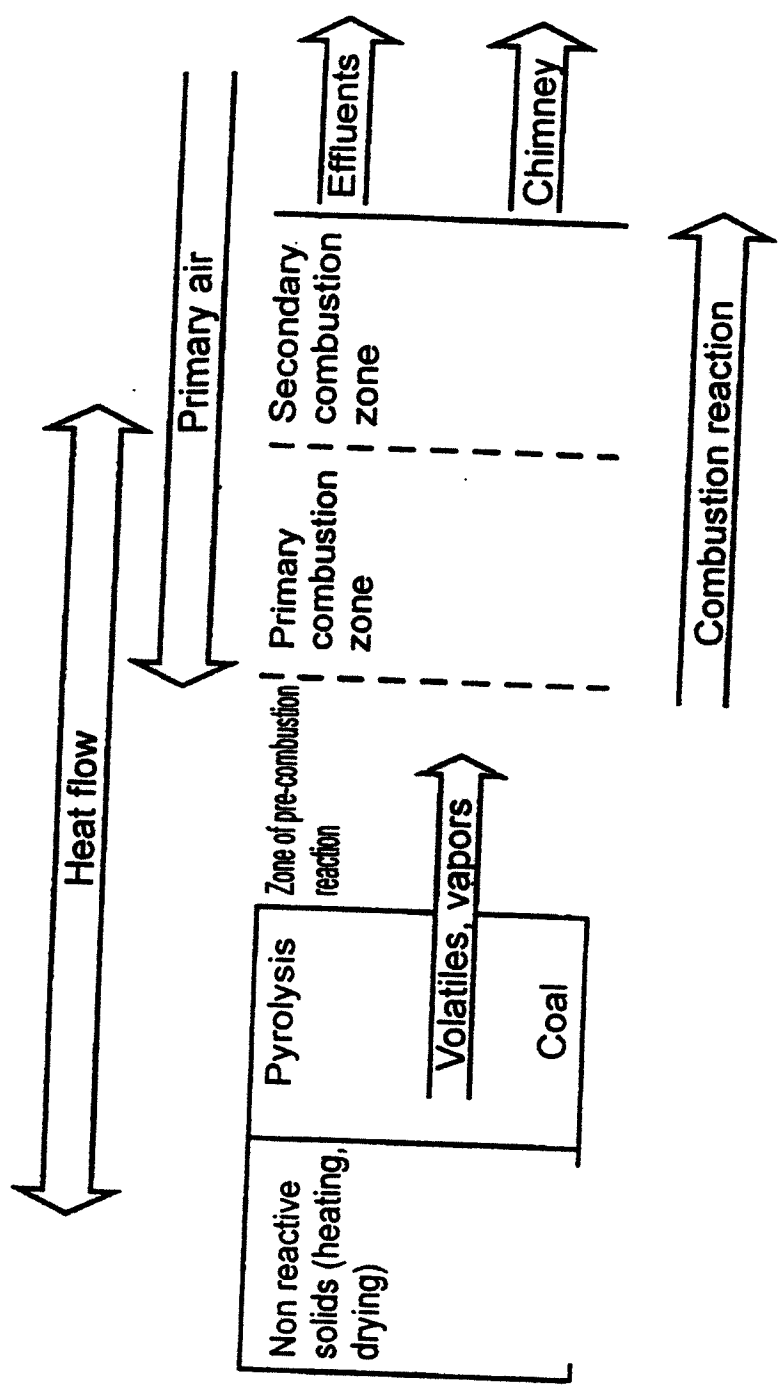 Heat flow
Primary air
Non reactive
solids (heating,
drying)
Pyrolysis
Volatiles, vapors
Coal
Zone of pre-combustion
reaction
Primary
combustion
zone
Secondary
combustion
zone
Effluents
Chimney
Combustion reaction